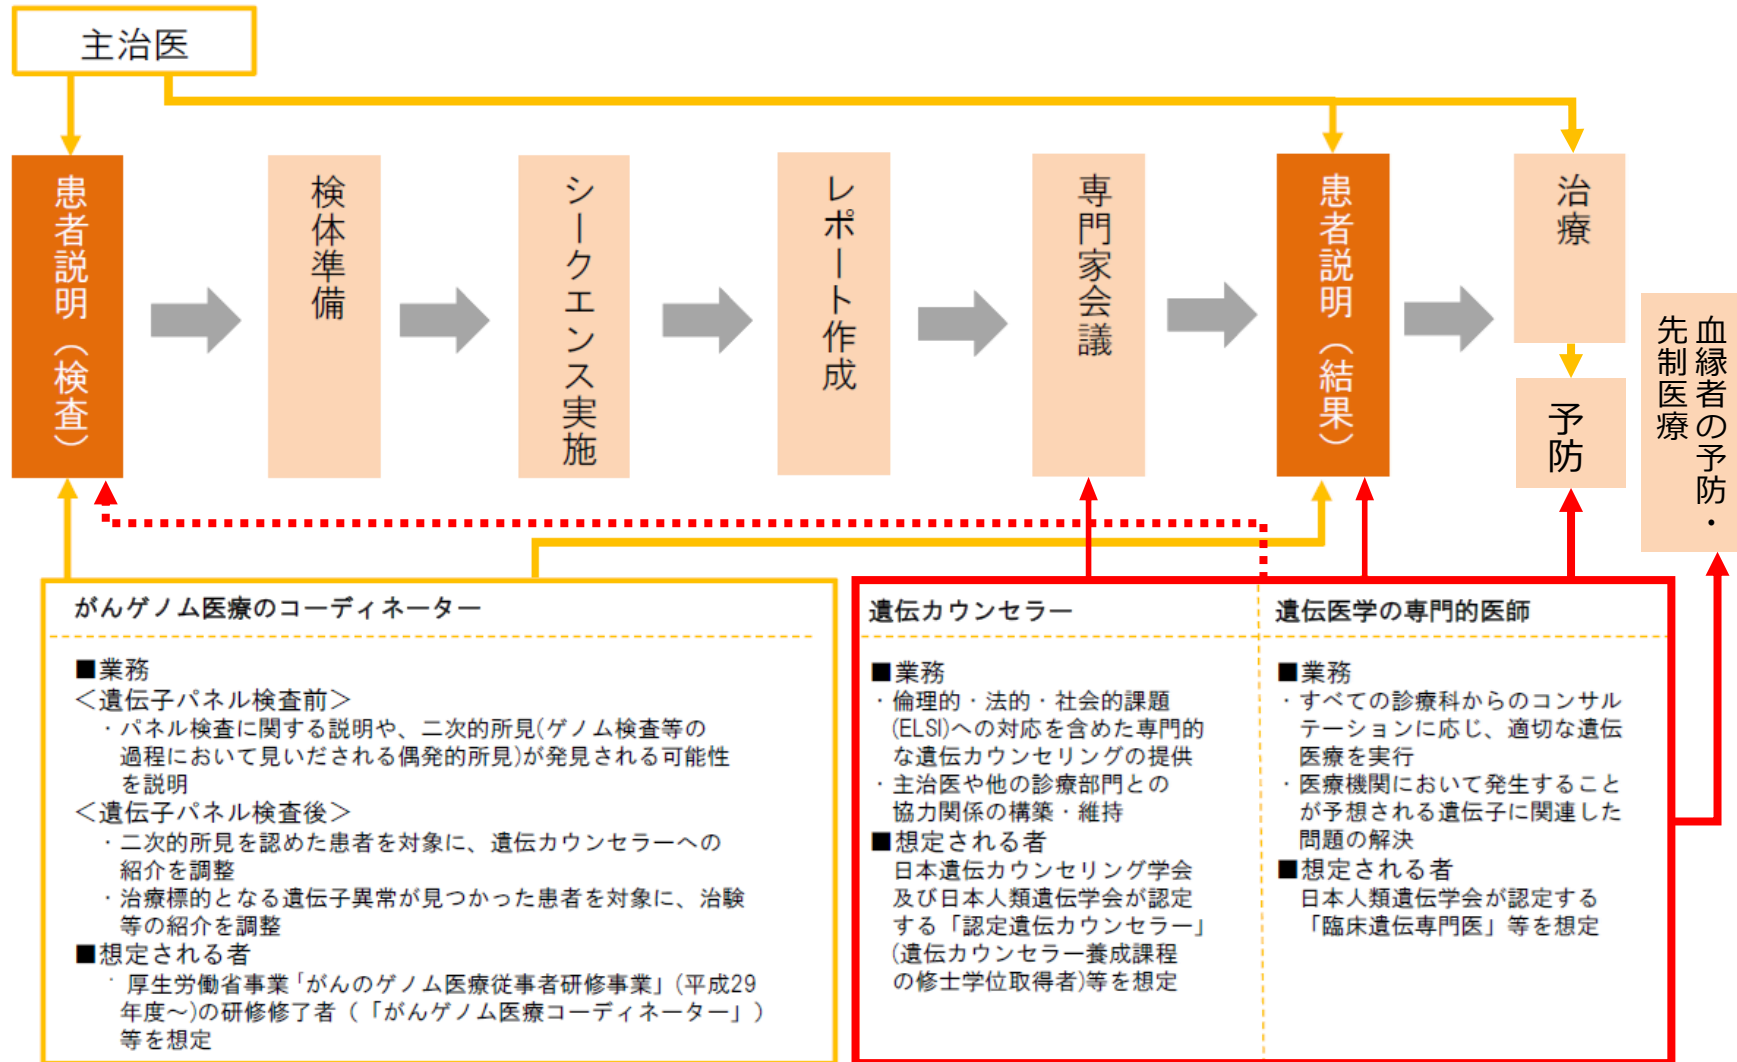 主治医
患者説明（検査）
検体準備
シークエンス実施
レポート作成
専門家会議
患者説明（結果）
治療
予防
血縁者の予防・
先制医療
がんゲノム医療のコーディネーター
■業務
＜遺伝子パネル検査前＞
・パネル検査に関する説明や、二次的所見(ゲノム検査等の
過程において見いだされる偶発的所見)が発見される可能性
を説明
＜遺伝子パネル検査後＞
・二次的所見を認めた患者を対象に、遺伝カウンセラーへの
紹介を調整
・治療標的となる遺伝子異常が見つかった患者を対象に、治験
等の紹介を調整
■想定される者
・厚生労働省事業「がんのゲノム医療従事者研修事業」(平成29
年度～)の研修修了者（「がんゲノム医療コーディネーター」）
等を想定
遺伝カウンセラー
■業務
・倫理的・法的・社会的課題
(ELSI)への対応を含めた専門的
な遺伝カウンセリングの提供
・主治医や他の診療部門との
協力関係の構築・維持
■想定される者
日本遺伝カウンセリング学会
及び日本人類遺伝学会が認定
する「認定遺伝カウンセラー」
(遺伝カウンセラー養成課程
の修士学位取得者)等を想定
遺伝医学の専門的医師
■業務
・すべての診療科からのコンサル
テーションに応じ、適切な遺伝
医療を実行
・医療機関において発生すること
が予想される遺伝子に関連した
問題の解決
■想定される者
日本人類遺伝学会が認定する
「臨床遺伝専門医」等を想定